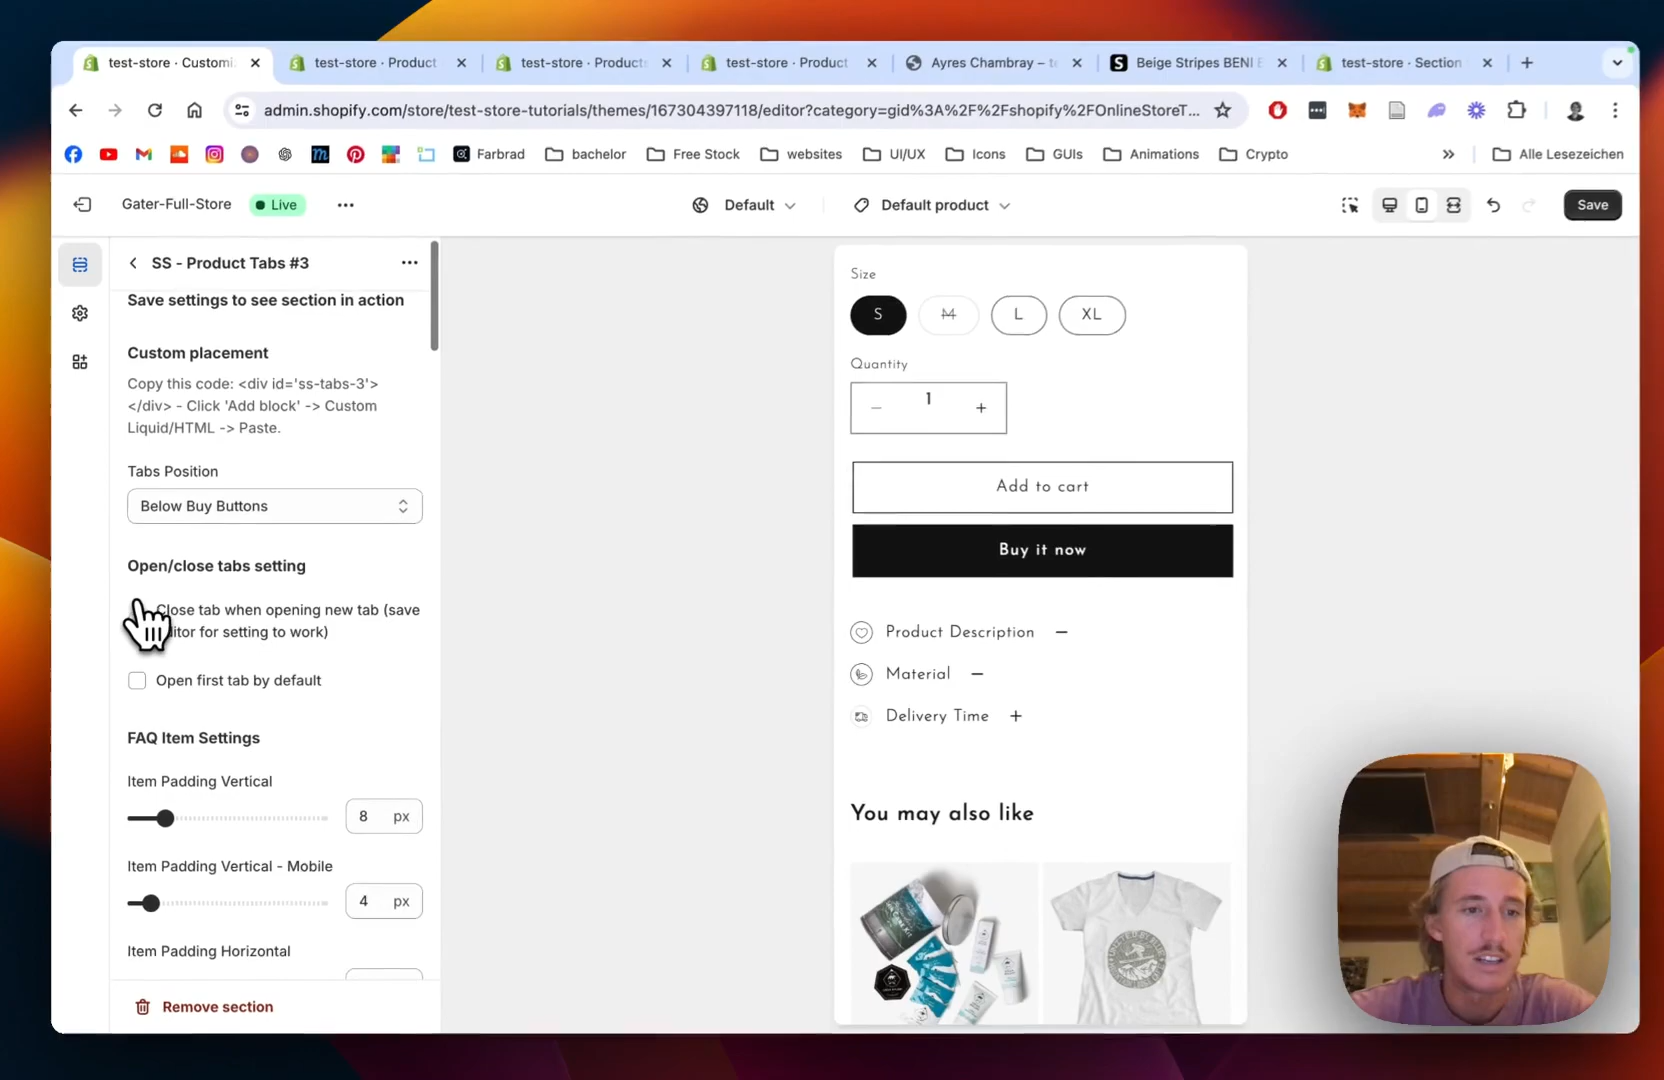 test-store · Customi
test-store · Product
test-store · Products
test-store · Product
Ayres Chambray – te
Beige Stripes BENI E
test-store · Section
admin.shopify.com/store/test-store-tutorials/themes/167304397118/editor?category=gid%3A%2F%2Fshopify%2FOnlineStoreT...
Farbrad
bachelor
Free Stock
websites
UI/UX
Icons
GUIs
Animations
Crypto
Alle Lesezeichen
Gater-Full-Store
Live
Default
Default product
Save
SS - Product Tabs #3
Save settings to see section in action
Custom placement
Copy this code: <div id='ss-tabs-3'>
</div> - Click 'Add block' -> Custom
Liquid/HTML -> Paste.
Tabs Position
Below Buy Buttons
Open/close tabs setting
Close tab when opening new tab (save
for setting to work)
Open first tab by default
FAQ Item Settings
Item Padding Vertical
8 px
Item Padding Vertical - Mobile
4 px
Item Padding Horizontal
Remove section
Size
S
M
L
XL
Quantity
− 1 +
Add to cart
Buy it now
Product Description −
Material −
Delivery Time +
You may also like